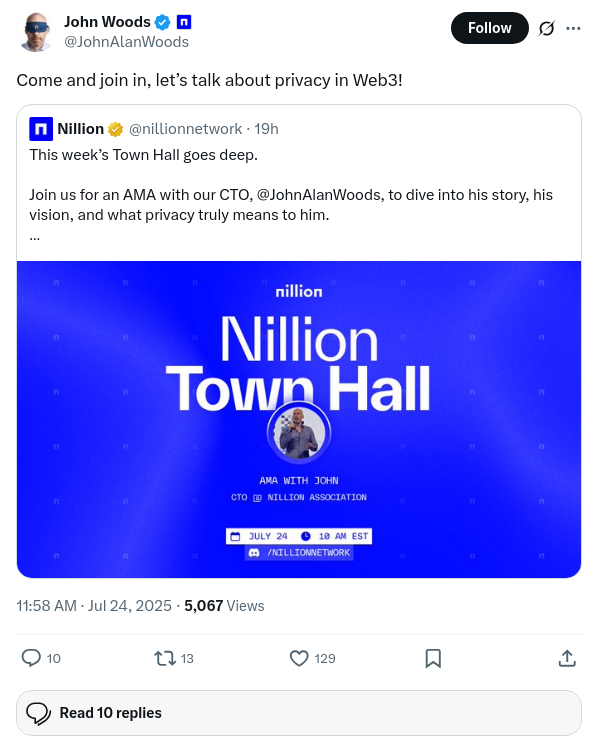 John Woods
@JohnAlanWoods
Follow
Come and join in, let's talk about privacy in Web3!
Nillion @nillionnetwork · 19h
This week's Town Hall goes deep.
Join us for an AMA with our CTO, @JohnAlanWoods, to dive into his story, his
vision, and what privacy truly means to him.
...
nillion
Nillion
Town Hall
AMA WITH JOHN
CTO @ NILLION ASSOCIATION
JULY 24 10 AM EST
/NILLIONNETWORK
11:58 AM · Jul 24, 2025 · 5,067 Views
10 13 129
Read 10 replies